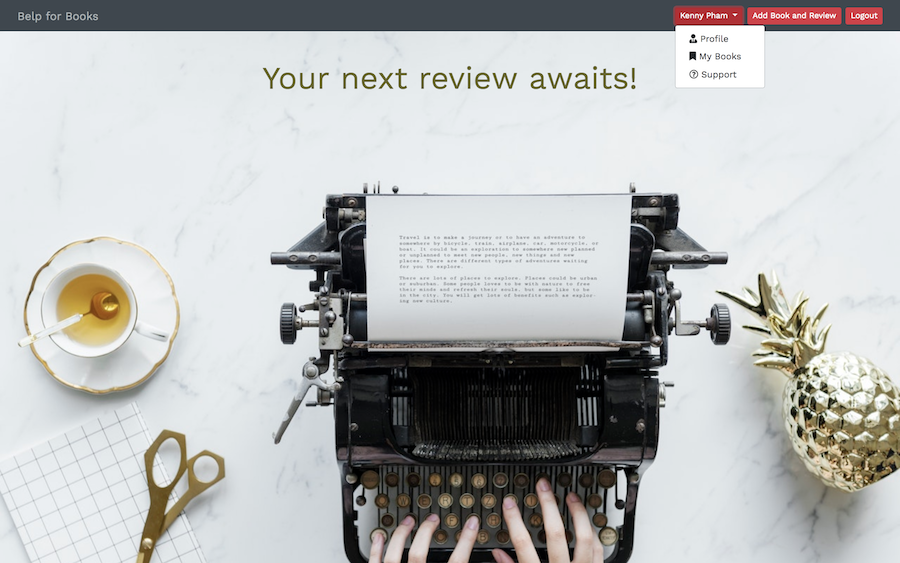 Belp for Books
Kenny Pham
Add Book and Review
Logout
Profile
My Books
Support
Your next review awaits!
Travel is to make a journey or to have an adventure to
somewhere by bicycle, train, airplane, car, motorcycle, or
boat. It could be an exploration to somewhere new planned
or unplanned to meet new people, new things and new
places. There are different types of adventures waiting
for you to explore.
There are lots of places to explore. Places could be urban
or suburban. Some people loves to be with nature to free
their minds and refresh their souls, but some like to be
in the city. You will get lots of benefits such as explor-
ing new culture.